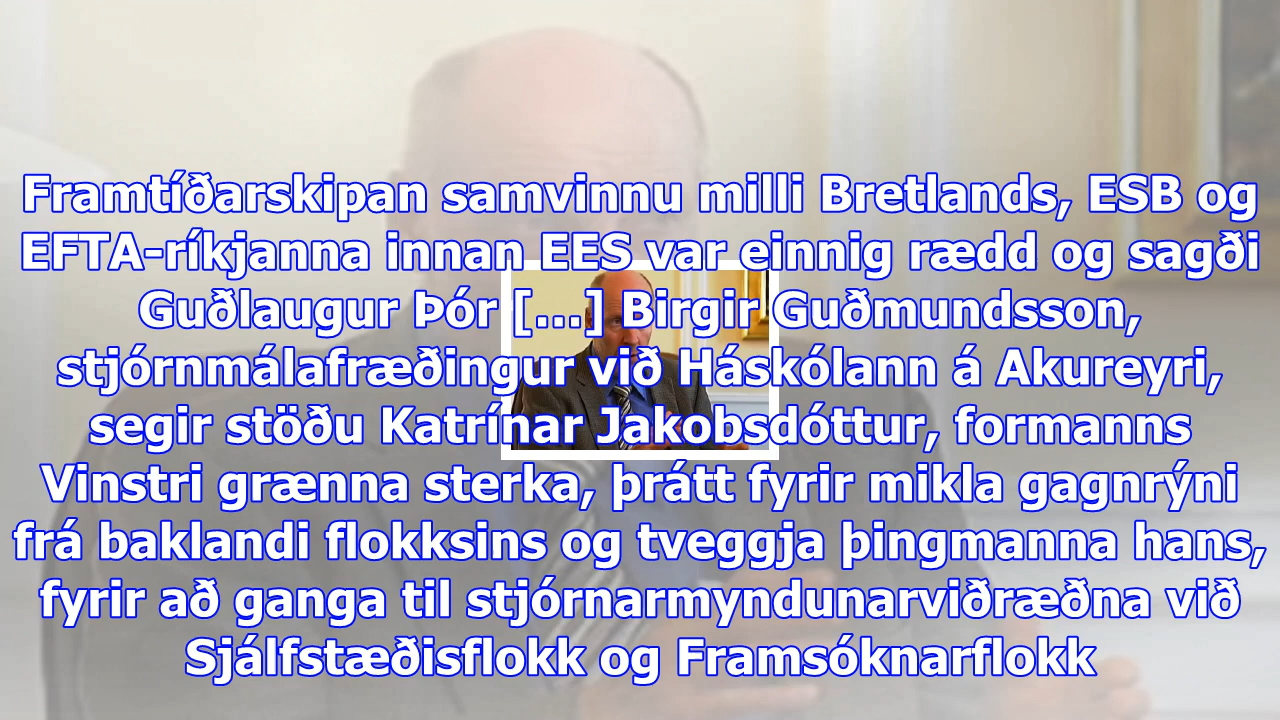 Framtíðarskipan samvinnu milli Bretlands, ESB og
EFTA-ríkjanna innan EES var einnig rædd og sagði
Guðlaugur Þór [...] Birgir Guðmundsson,
stjórnmálafræðingur við Háskólann á Akureyri,
segir stöðu Katrínar Jakobsdóttur, formanns
Vinstri grænna sterka, þrátt fyrir mikla gagnrýni
frá baklandi flokksins og tveggja þingmanna hans,
fyrir að ganga til stjórnarmyndunarviðræðna við
Sjálfstæðisflokk og Framsóknarflokk